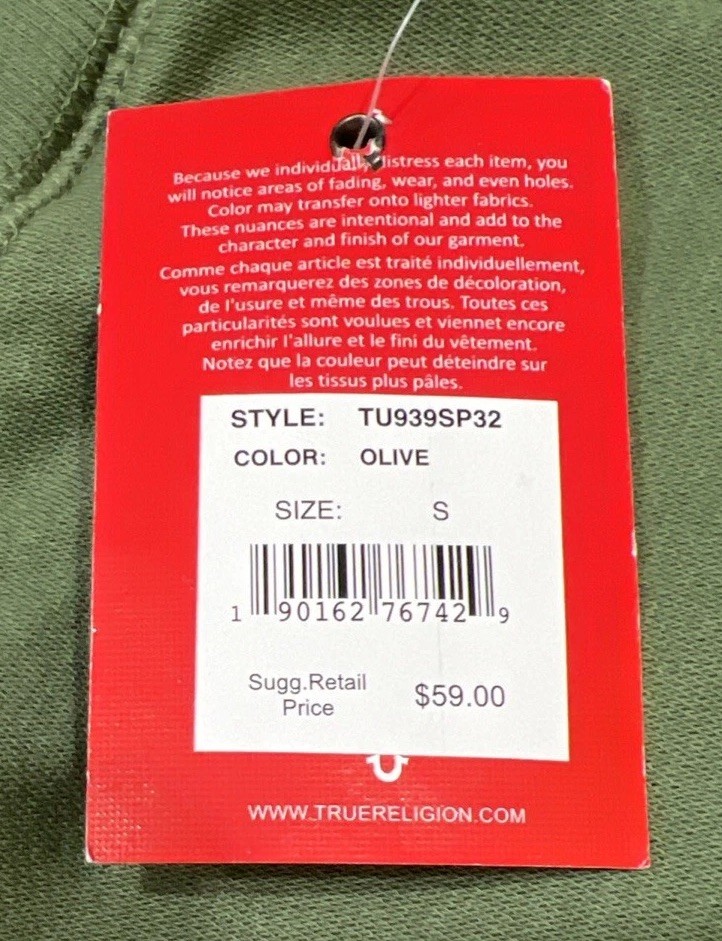 Because we individually distress each item, you
will notice areas of fading, wear, and even holes.
Color may transfer onto lighter fabrics.
These nuances are intentional and add to the
character and finish of our garment.
Comme chaque article est traité individuellement,
vous remarquerez des zones de décoloration,
de l'usure et même des trous. Toutes ces
particularités sont voulues et viennet encore
enrichir l'allure et le fini du vêtement.
Notez que la couleur peut déteindre sur
les tissus plus pâles.
STYLE: TU939SP32
COLOR: OLIVE
SIZE: S
1 90162 76742 9
Sugg.Retail
Price $59.00
WWW.TRUERELIGION.COM